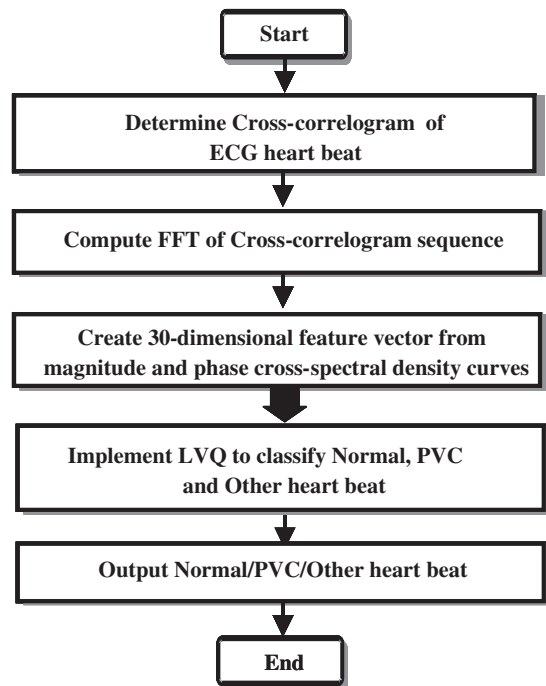 Start
Determine Cross-correlogram of
ECG heart beat
Compute FFT of Cross-correlogram sequence
Create 30-dimensional feature vector from
magnitude and phase cross-spectral density curves
Implement LVQ to classify Normal, PVC
and Other heart beat
Output Normal/PVC/Other heart beat
End